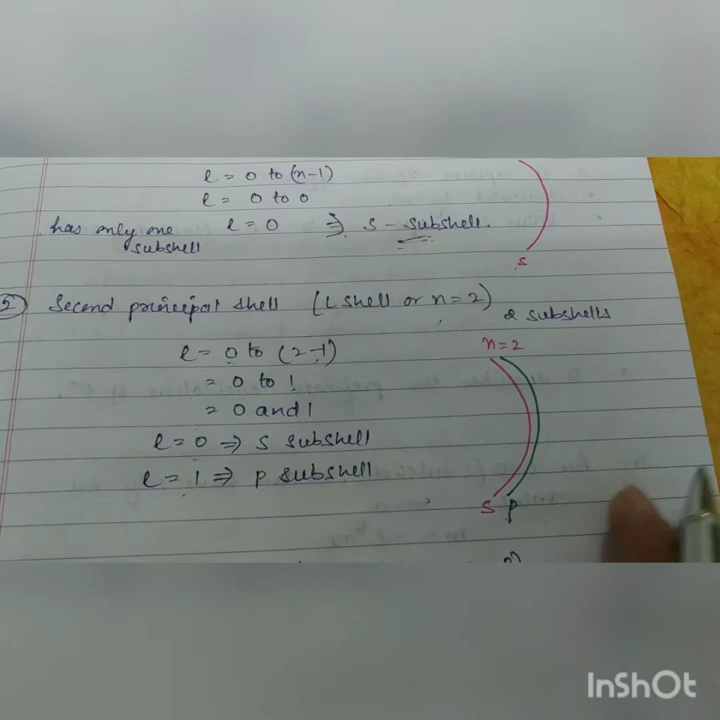 l = 0 to (n-1)
l = 0 to 0
has only one l = 0 ⇒ s - subshell.
subshell
s
2 Second principal shell (L shell or n=2)
2 subshells
l = 0 to (2-1)
n=2
= 0 to 1
= 0 and 1
l = 0 ⇒ s subshell
l = 1 ⇒ p subshell
s p
InShOt